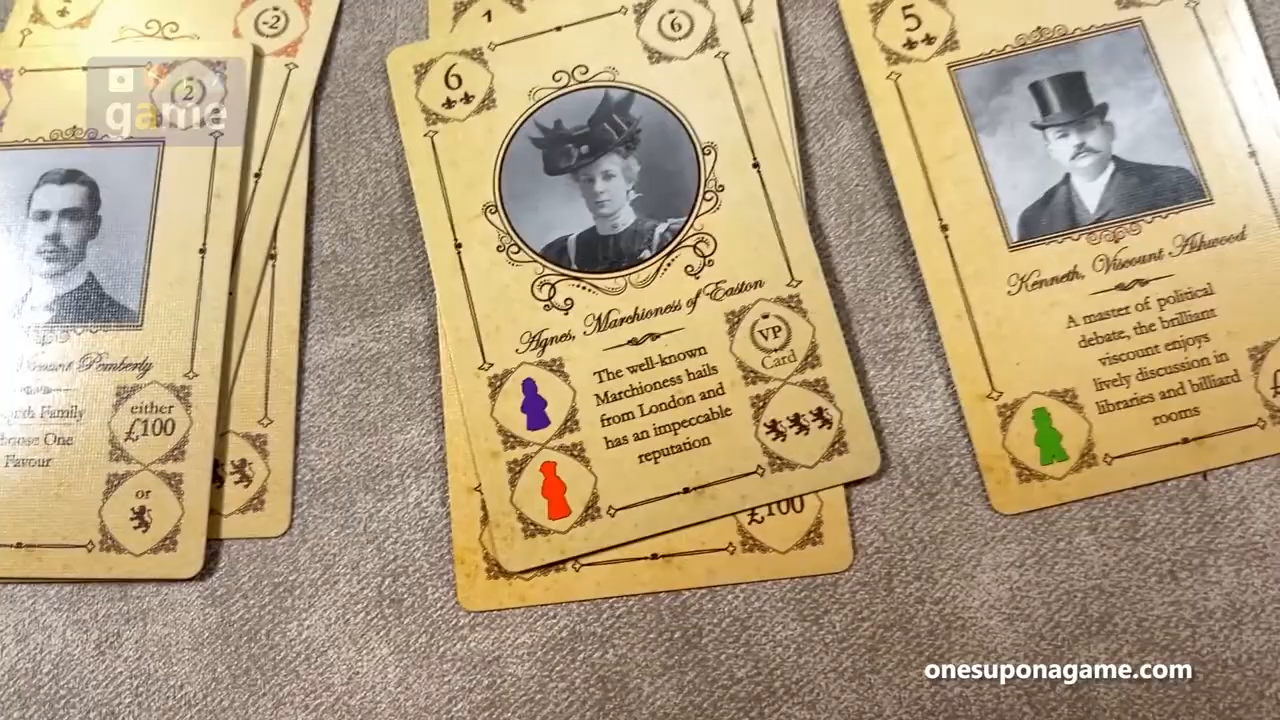 -2
2
game
Viscount Pomberly
either
£100
or
1
6
6
Agnes, Marchioness of Easton
The well-known
Marchioness hails
from London and
has an impeccable
reputation
VP
Card
£100
5
Kenneth, Viscount Ashwood
A master of political
debate, the brilliant
viscount enjoys
lively discussion in
libraries and billiard
rooms
£
Family
One
Favour
onesuponagame.com